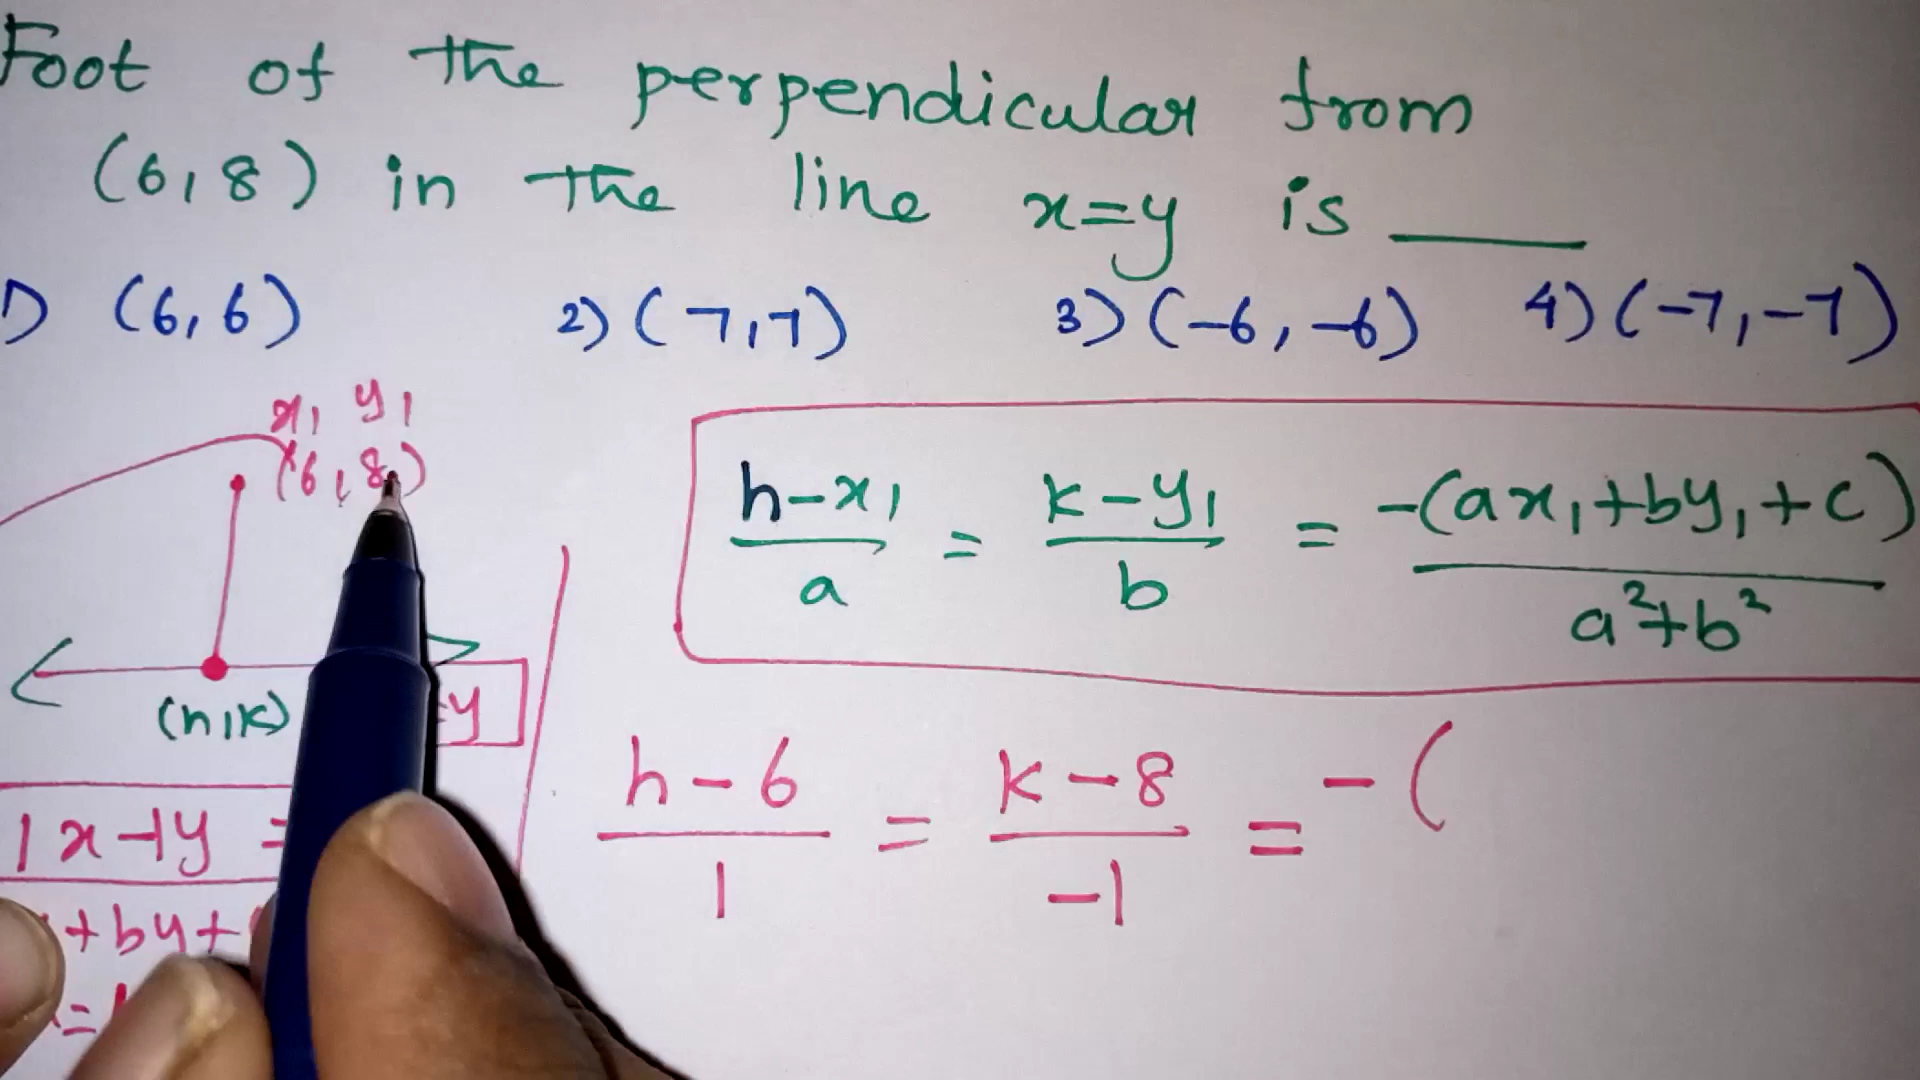 Foot of the perpendicular from
(6,8) in the line x=y is ____
1) (6,6) 2) (7,7) 3) (-6,-6) 4) (-7,-7)
x₁ y₁
(6,8)
(h,k) =y
(h-x₁)/a = (k-y₁)/b = -(ax₁+by₁+c)/(a²+b²)
1x-1y =
+by+
(h-6)/1 = (k-8)/-1 = -(